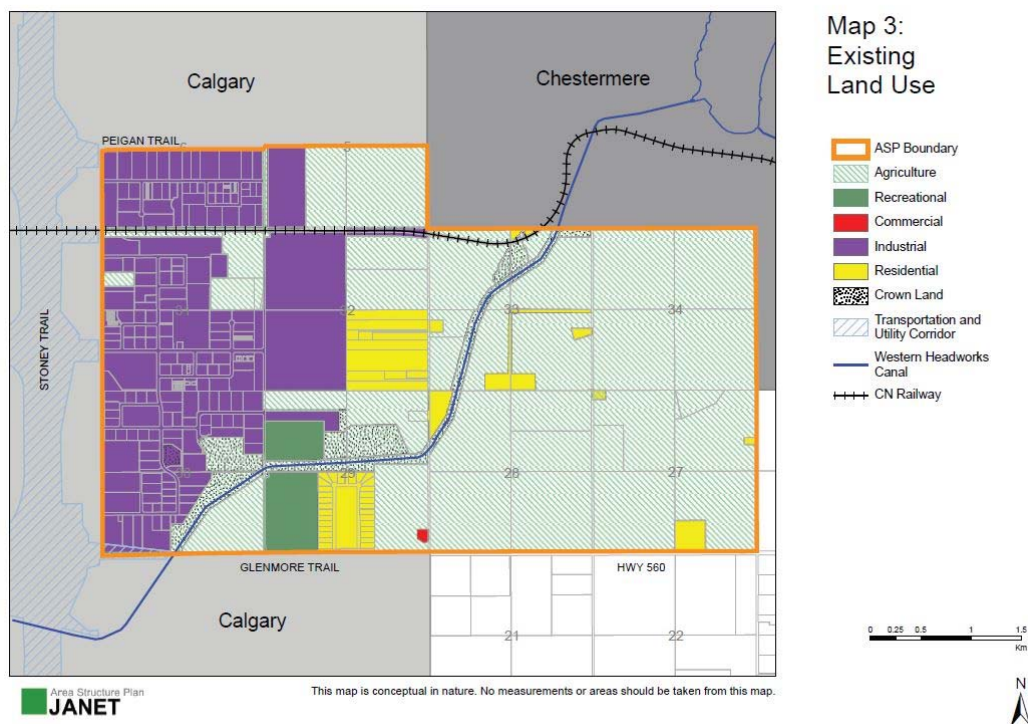 Map 3:
Existing
Land Use
Calgary
Chestermere
PEIGAN TRAIL
ASP Boundary
Agriculture
Recreational
Commercial
Industrial
Residential
Crown Land
Transportation and
Utility Corridor
Western Headworks
Canal
CN Railway
STONEY TRAIL
31
32
33
34
30
29
28
27
GLENMORE TRAIL
HWY 560
Calgary
21
22
0 0.25 0.5 1 1.5
Km
N
Area Structure Plan
JANET
This map is conceptual in nature. No measurements or areas should be taken from this map.